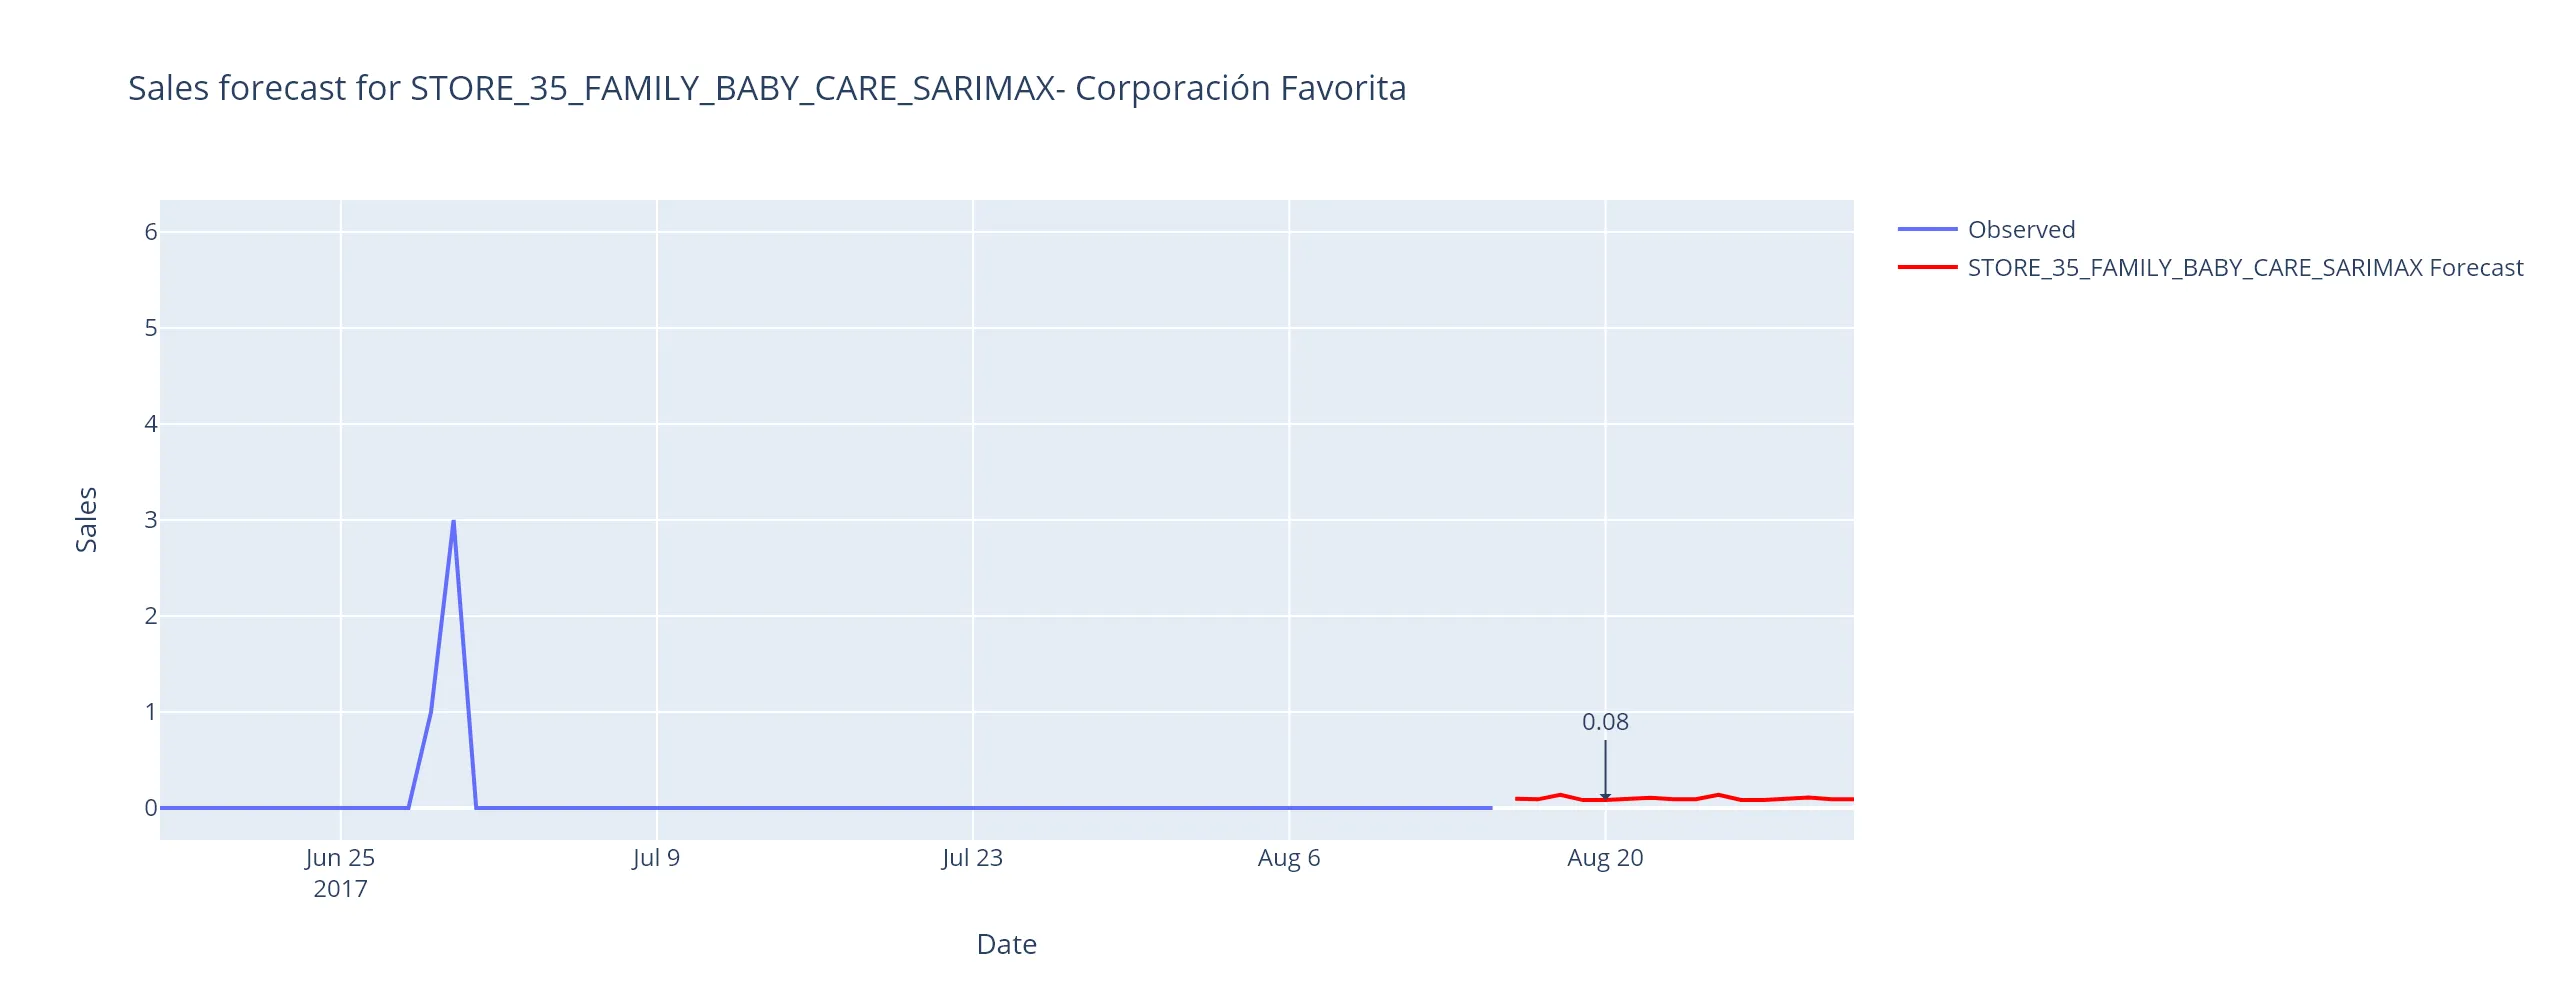 Sales forecast for STORE_35_FAMILY_BABY_CARE_SARIMAX- Corporación Favorita
Observed
STORE_35_FAMILY_BABY_CARE_SARIMAX Forecast
6
5
4
3
2
1
0
Sales
0.08
Jun 25
2017
Jul 9
Jul 23
Aug 6
Aug 20
Date